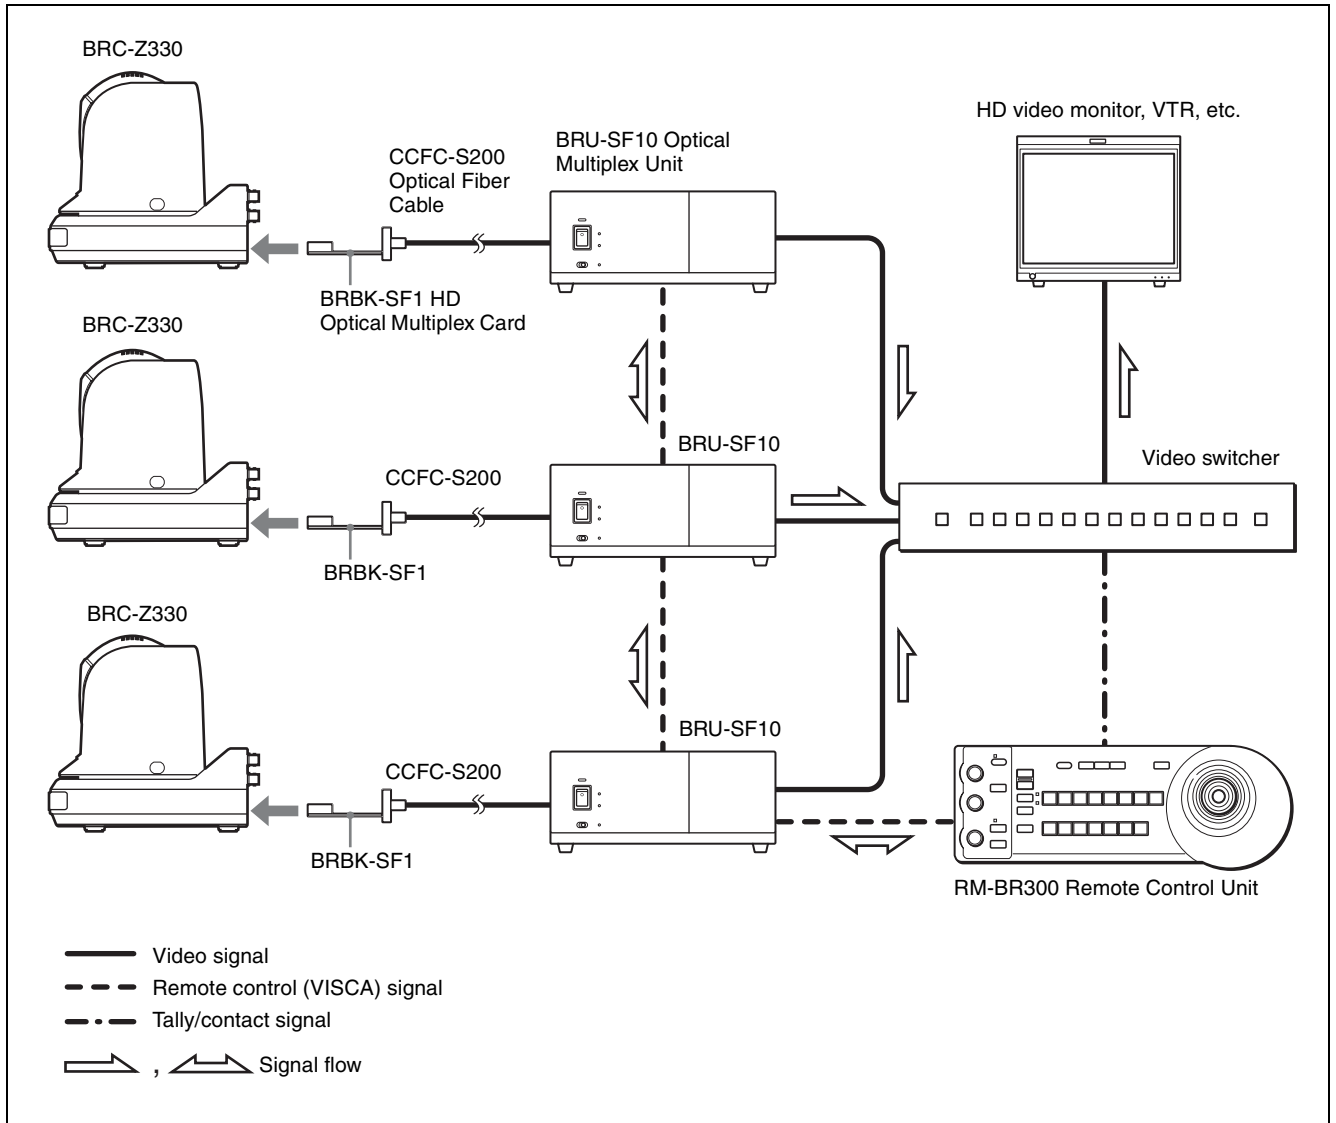 BRC-Z330
HD video monitor, VTR, etc.
BRU-SF10 Optical
Multiplex Unit
CCFC-S200
Optical Fiber
Cable
BRBK-SF1 HD
Optical Multiplex Card
BRC-Z330
BRU-SF10
Video switcher
CCFC-S200
BRBK-SF1
BRC-Z330
BRU-SF10
CCFC-S200
BRBK-SF1
RM-BR300 Remote Control Unit
Video signal
Remote control (VISCA) signal
Tally/contact signal
, Signal flow